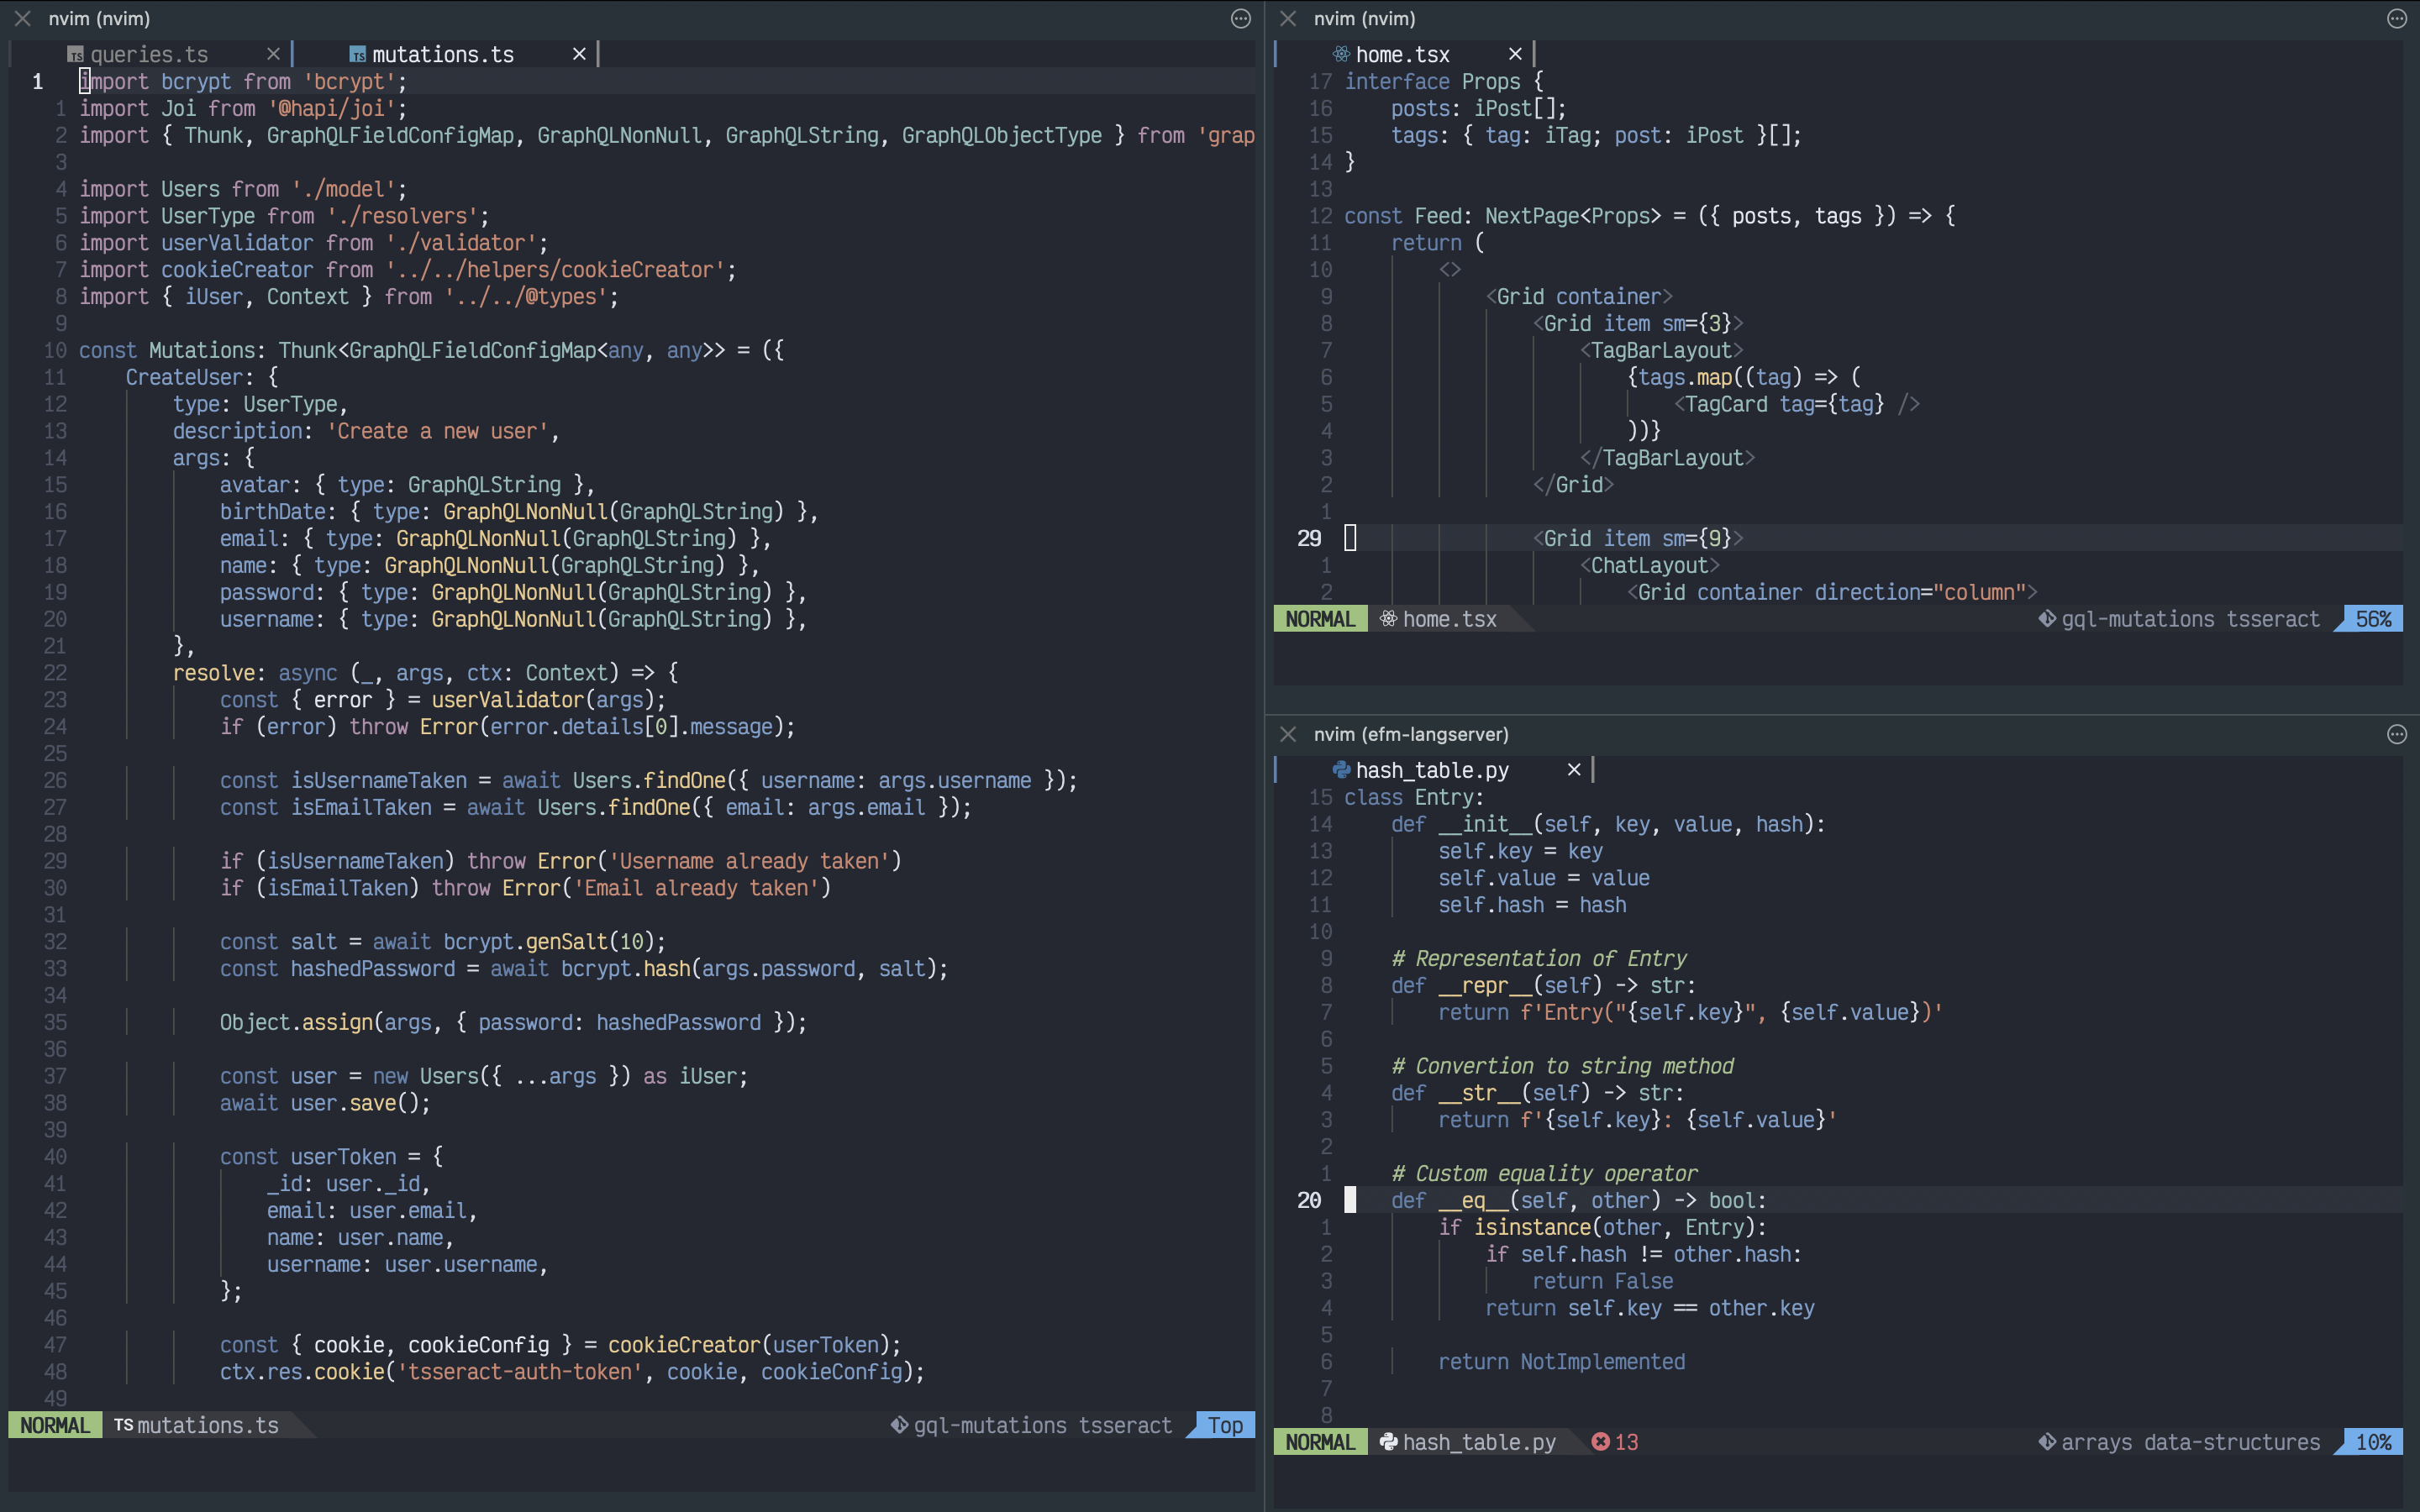 nvim (nvim)
queries.ts
mutations.ts
1 import bcrypt from 'bcrypt';
1 import Joi from '@hapi/joi';
2 import { Thunk, GraphQLFieldConfigMap, GraphQLNonNull, GraphQLString, GraphQLObjectType } from 'grap
3
4 import Users from './model';
5 import UserType from './resolvers';
6 import userValidator from './validator';
7 import cookieCreator from '../../helpers/cookieCreator';
8 import { iUser, Context } from '../../@types';
9
10 const Mutations: Thunk<GraphQLFieldConfigMap<any, any>> = ({
11 CreateUser: {
12 type: UserType,
13 description: 'Create a new user',
14 args: {
15 avatar: { type: GraphQLString },
16 birthDate: { type: GraphQLNonNull(GraphQLString) },
17 email: { type: GraphQLNonNull(GraphQLString) },
18 name: { type: GraphQLNonNull(GraphQLString) },
19 password: { type: GraphQLNonNull(GraphQLString) },
20 username: { type: GraphQLNonNull(GraphQLString) },
21 },
22 resolve: async (_, args, ctx: Context) => {
23 const { error } = userValidator(args);
24 if (error) throw Error(error.details[0].message);
25
26 const isUsernameTaken = await Users.findOne({ username: args.username });
27 const isEmailTaken = await Users.findOne({ email: args.email });
28
29 if (isUsernameTaken) throw Error('Username already taken')
30 if (isEmailTaken) throw Error('Email already taken')
31
32 const salt = await bcrypt.genSalt(10);
33 const hashedPassword = await bcrypt.hash(args.password, salt);
34
35 Object.assign(args, { password: hashedPassword });
36
37 const user = new Users({ ...args }) as iUser;
38 await user.save();
39
40 const userToken = {
41 _id: user._id,
42 email: user.email,
43 name: user.name,
44 username: user.username,
45 };
46
47 const { cookie, cookieConfig } = cookieCreator(userToken);
48 ctx.res.cookie('tsseract-auth-token', cookie, cookieConfig);
49
NORMAL TS mutations.ts gql-mutations tsseract Top
nvim (nvim)
home.tsx
17 interface Props {
16 posts: iPost[];
15 tags: { tag: iTag; post: iPost }[];
14 }
13
12 const Feed: NextPage<Props> = ({ posts, tags }) => {
11 return (
10 <>
9 <Grid container>
8 <Grid item sm={3}>
7 <TagBarLayout>
6 {tags.map((tag) => (
5 <TagCard tag={tag} />
4 ))}
3 </TagBarLayout>
2 </Grid>
1
29 <Grid item sm={9}>
1 <ChatLayout>
2 <Grid container direction="column">
NORMAL home.tsx gql-mutations tsseract 56%
nvim (efm-langserver)
hash_table.py
15 class Entry:
14 def __init__(self, key, value, hash):
13 self.key = key
12 self.value = value
11 self.hash = hash
10
9 # Representation of Entry
8 def __repr__(self) -> str:
7 return f'Entry("{self.key}", {self.value})'
6
5 # Convertion to string method
4 def __str__(self) -> str:
3 return f'{self.key}: {self.value}'
2
1 # Custom equality operator
20 def __eq__(self, other) -> bool:
1 if isinstance(other, Entry):
2 if self.hash != other.hash:
3 return False
4 return self.key == other.key
5
6 return NotImplemented
7
8
NORMAL hash_table.py 13 arrays data-structures 10%